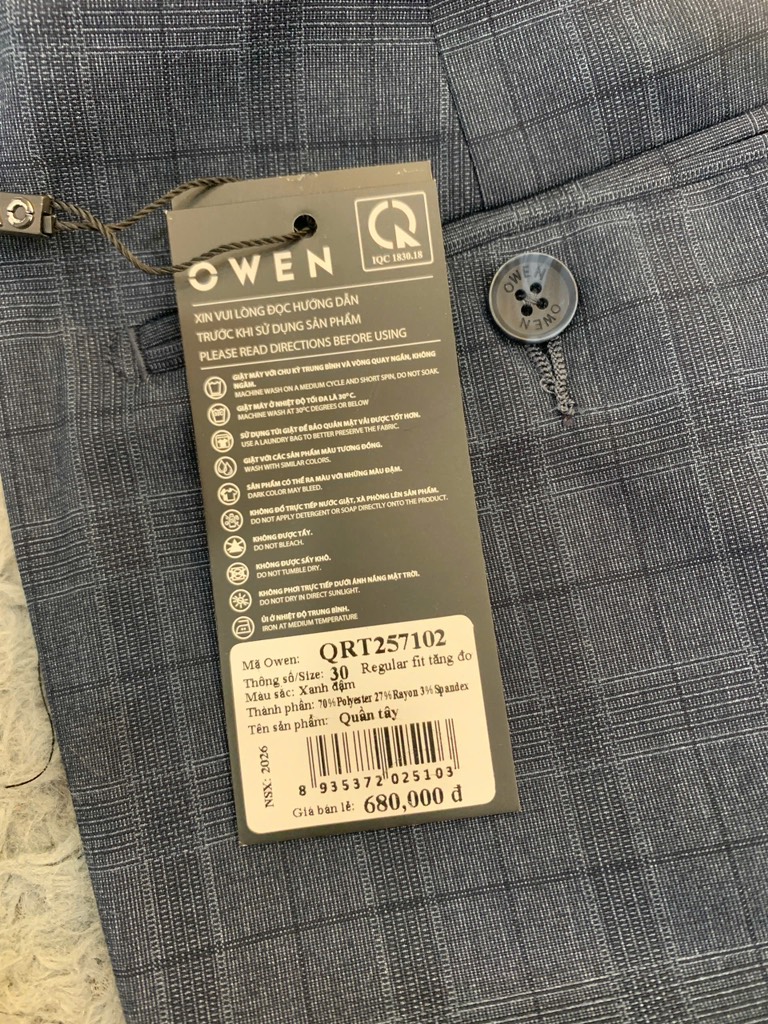 OWEN
IQC 1830.18
XIN VUI LÒNG ĐỌC HƯỚNG DẪN
TRƯỚC KHI SỬ DỤNG SẢN PHẨM
PLEASE READ DIRECTIONS BEFORE USING
GIẶT MÁY VỚI CHU KỲ TRUNG BÌNH VÀ VÒNG QUAY NGẮN, KHÔNG
NGÂM.
MACHINE WASH ON A MEDIUM CYCLE AND SHORT SPIN, DO NOT SOAK.
GIẶT MÁY Ở NHIỆT ĐỘ TỐI ĐA LÀ 30°C.
MACHINE WASH AT 30°C DEGREES OR BELOW
SỬ DỤNG TÚI GIẶT ĐỂ BẢO QUẢN MẶT VẢI ĐƯỢC TỐT HƠN.
USE A LAUNDRY BAG TO BETTER PRESERVE THE FABRIC.
GIẶT VỚI CÁC SẢN PHẨM MÀU TƯƠNG ĐỒNG.
WASH WITH SIMILAR COLORS.
SẢN PHẨM CÓ THỂ RA MÀU VỚI NHỮNG MÀU ĐẬM.
DARK COLOR MAY BLEED.
KHÔNG ĐỔ TRỰC TIẾP NƯỚC GIẶT, XÀ PHÒNG LÊN SẢN PHẨM.
DO NOT APPLY DETERGENT OR SOAP DIRECTLY ONTO THE PRODUCT.
KHÔNG ĐƯỢC TẨY.
DO NOT BLEACH.
KHÔNG ĐƯỢC SẤY KHÔ.
DO NOT TUMBLE DRY.
KHÔNG PHƠI TRỰC TIẾP DƯỚI ÁNH NẮNG MẶT TRỜI.
DO NOT DRY IN DIRECT SUNLIGHT.
ỦI Ở NHIỆT ĐỘ TRUNG BÌNH.
IRON AT MEDIUM TEMPERATURE
Mã Owen: QRT257102
Thông số/Size: 30 Regular fit tăng đo
Màu sắc: Xanh đậm
Thành phần: 70% Polyester 27% Rayon 3% Spandex
Tên sản phẩm: Quần tây
NSX: 2026
8 935372 025103
Giá bán lẻ: 680,000 đ
OWEN
OWEN